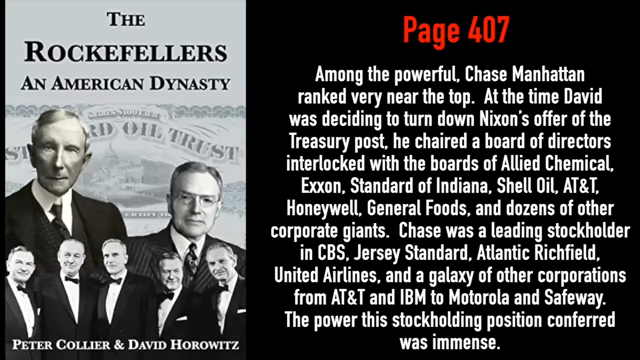 THE
ROCKEFELLERS
AN AMERICAN DYNASTY
OIL TRUST
PETER COLLIER & DAVID HOROWITZ
Page 407
Among the powerful, Chase Manhattan
ranked very near the top. At the time David
was deciding to turn down Nixon's offer of the
Treasury post, he chaired a board of directors
interlocked with the boards of Allied Chemical,
Exxon, Standard of Indiana, Shell Oil, AT&T,
Honeywell, General Foods, and dozens of other
corporate giants. Chase was a leading stockholder
in CBS, Jersey Standard, Atlantic Richfield,
United Airlines, and a galaxy of other corporations
from AT&T and IBM to Motorola and Safeway.
The power this stockholding position conferred
was immense.